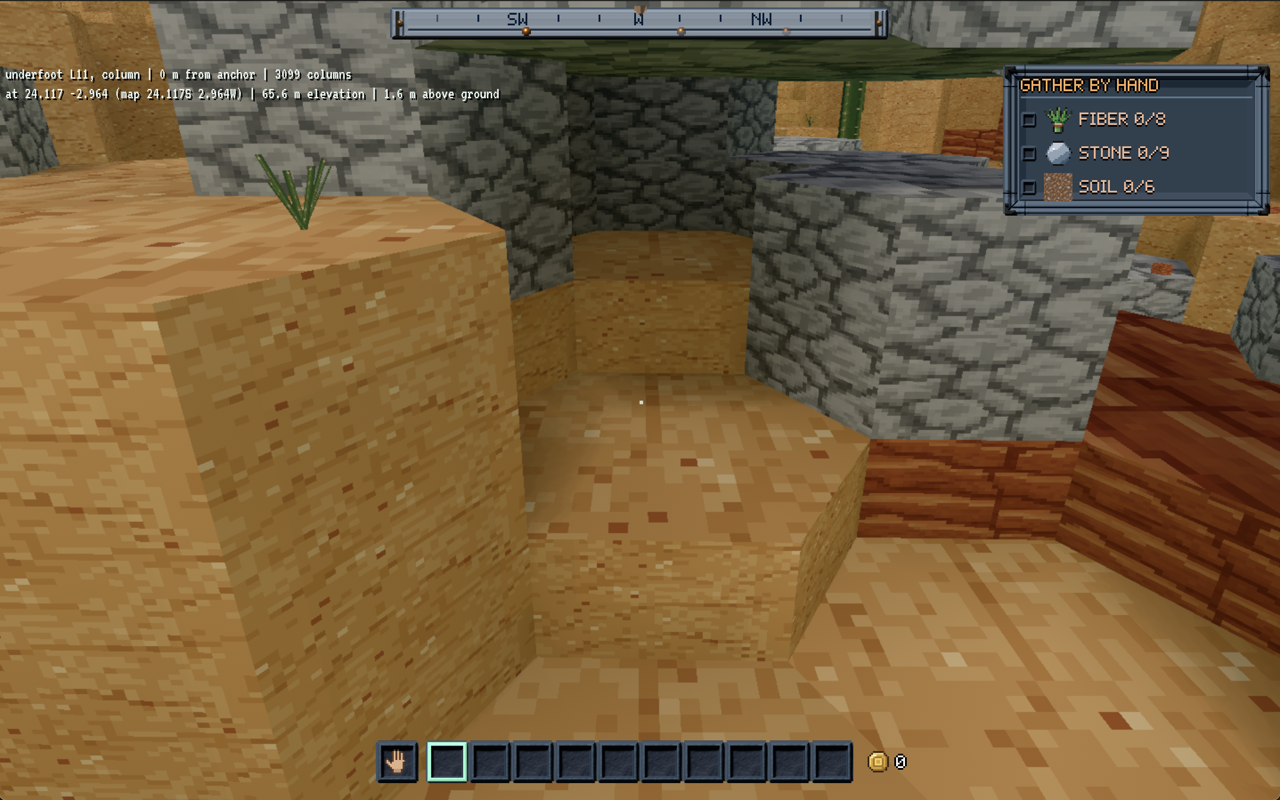 SW W NW
underfoot L11, column | 0 m from anchor | 3099 columns
at 24.117 -2.964 (map 24.117S 2.964W) | 65.6 m elevation | 1.6 m above ground
GATHER BY HAND
FIBER 0/8
STONE 0/9
SOIL 0/6
0